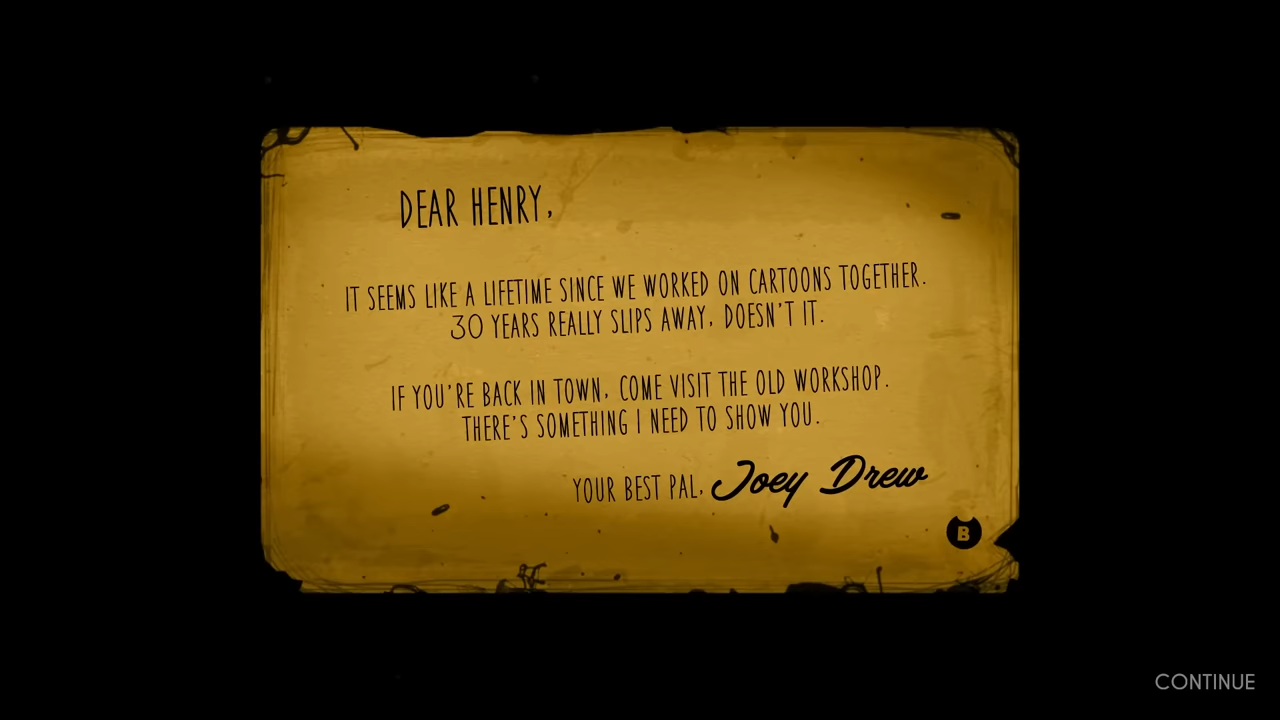 DEAR HENRY,
IT SEEMS LIKE A LIFETIME SINCE WE WORKED ON CARTOONS TOGETHER.
30 YEARS REALLY SLIPS AWAY, DOESN'T IT.
IF YOU'RE BACK IN TOWN, COME VISIT THE OLD WORKSHOP.
THERE'S SOMETHING I NEED TO SHOW YOU.
YOUR BEST PAL, Joey Drew
B
CONTINUE